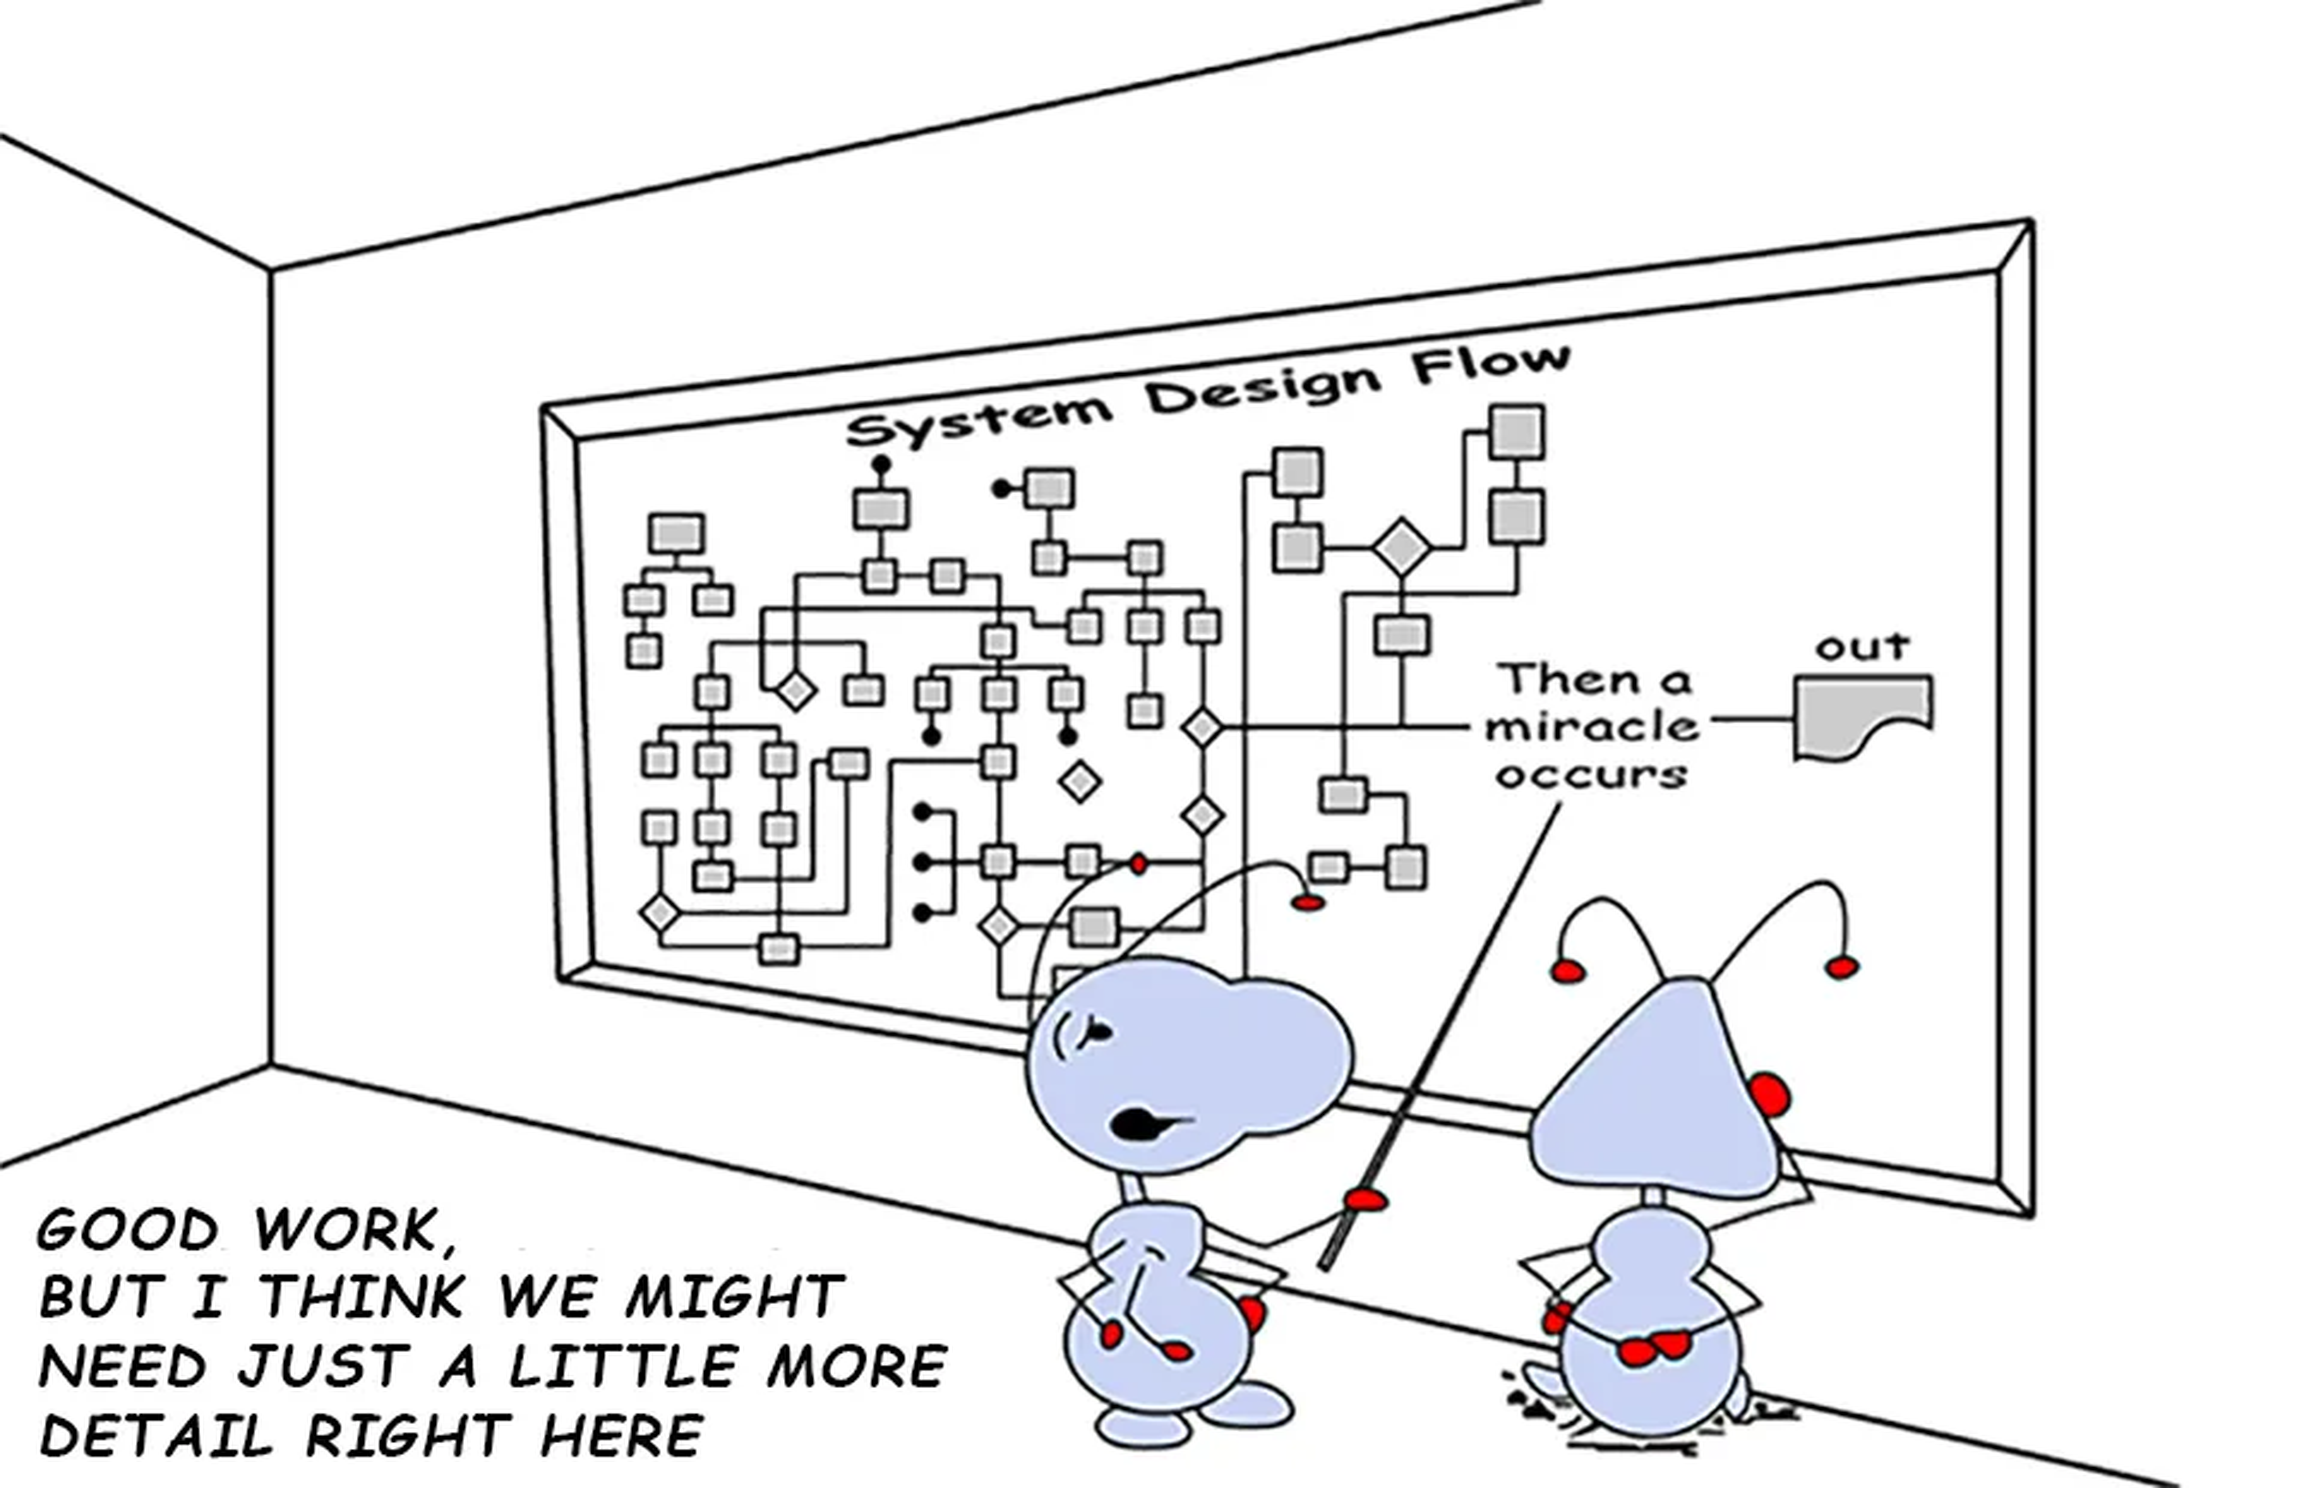 System Design Flow
out
Then a
miracle
occurs
GOOD WORK,
BUT I THINK WE MIGHT
NEED JUST A LITTLE MORE
DETAIL RIGHT HERE